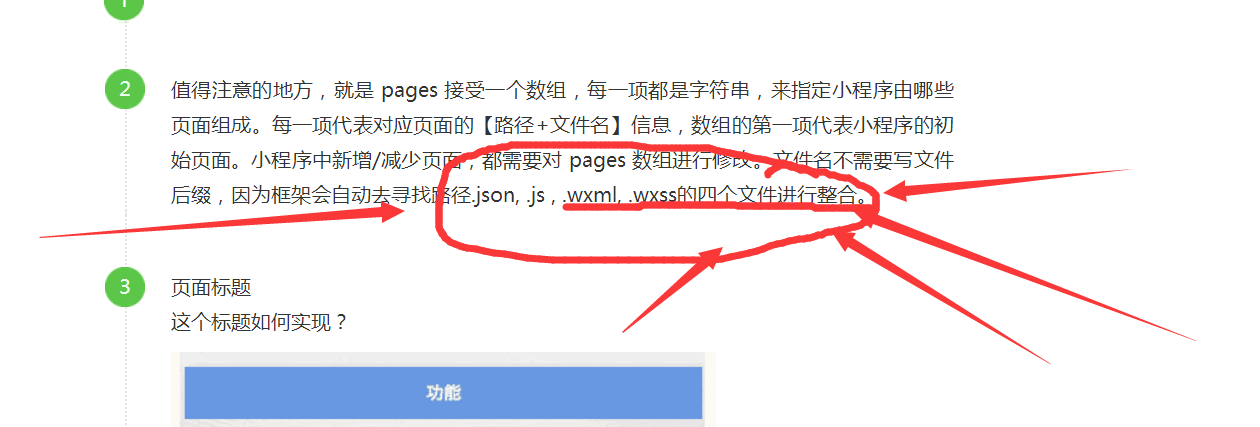 1
2
值得注意的地方，就是 pages 接受一个数组，每一项都是字符串，来指定小程序由哪些
页面组成。每一项代表对应页面的【路径+文件名】信息，数组的第一项代表小程序的初
始页面。小程序中新增/减少页面，都需要对 pages 数组进行修改。文件名不需要写文件
后缀，因为框架会自动去寻找路径.json, .js , .wxml, .wxss的四个文件进行整合。
3
页面标题
这个标题如何实现？
功能